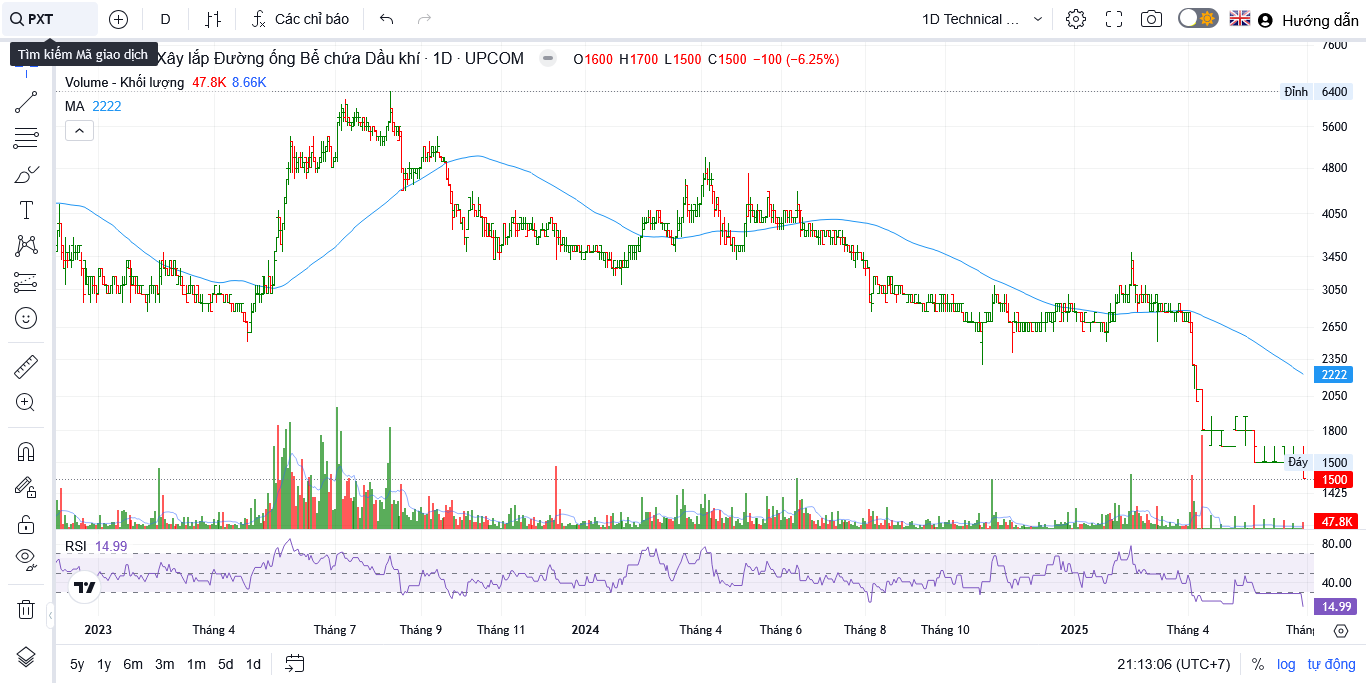 PXT D Các chỉ báo 1D Technical ... Hướng dẫn
Tìm kiếm Mã giao dịch
Xây lắp Đường ống Bể chứa Dầu khí · 1D · UPCOM O1600 H1700 L1500 C1500 −100 (−6.25%)
Volume - Khối lượng 47.8K 8.66K
MA 2222
7600
Đỉnh 6400
5600
4800
4050
3450
3050
2650
2350
2222
2050
1800
Đáy 1500
1500
1425
47.8K
RSI 14.99
80.00
40.00
14.99
2023 Tháng 4 Tháng 7 Tháng 9 Tháng 11 2024 Tháng 4 Tháng 6 Tháng 8 Tháng 10 2025 Tháng 4 Thán
5y 1y 6m 3m 1m 5d 1d 21:13:06 (UTC+7) % log tự động